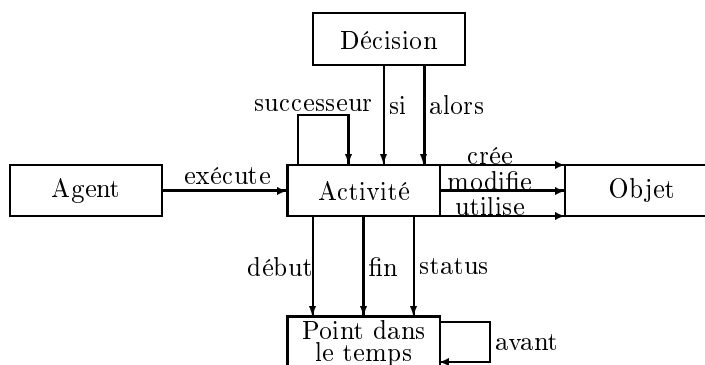 Décision
successeur
si
alors
crée
Agent
exécute
Activité
modifie
Objet
utilise
début
fin
status
Point dans
le temps
avant